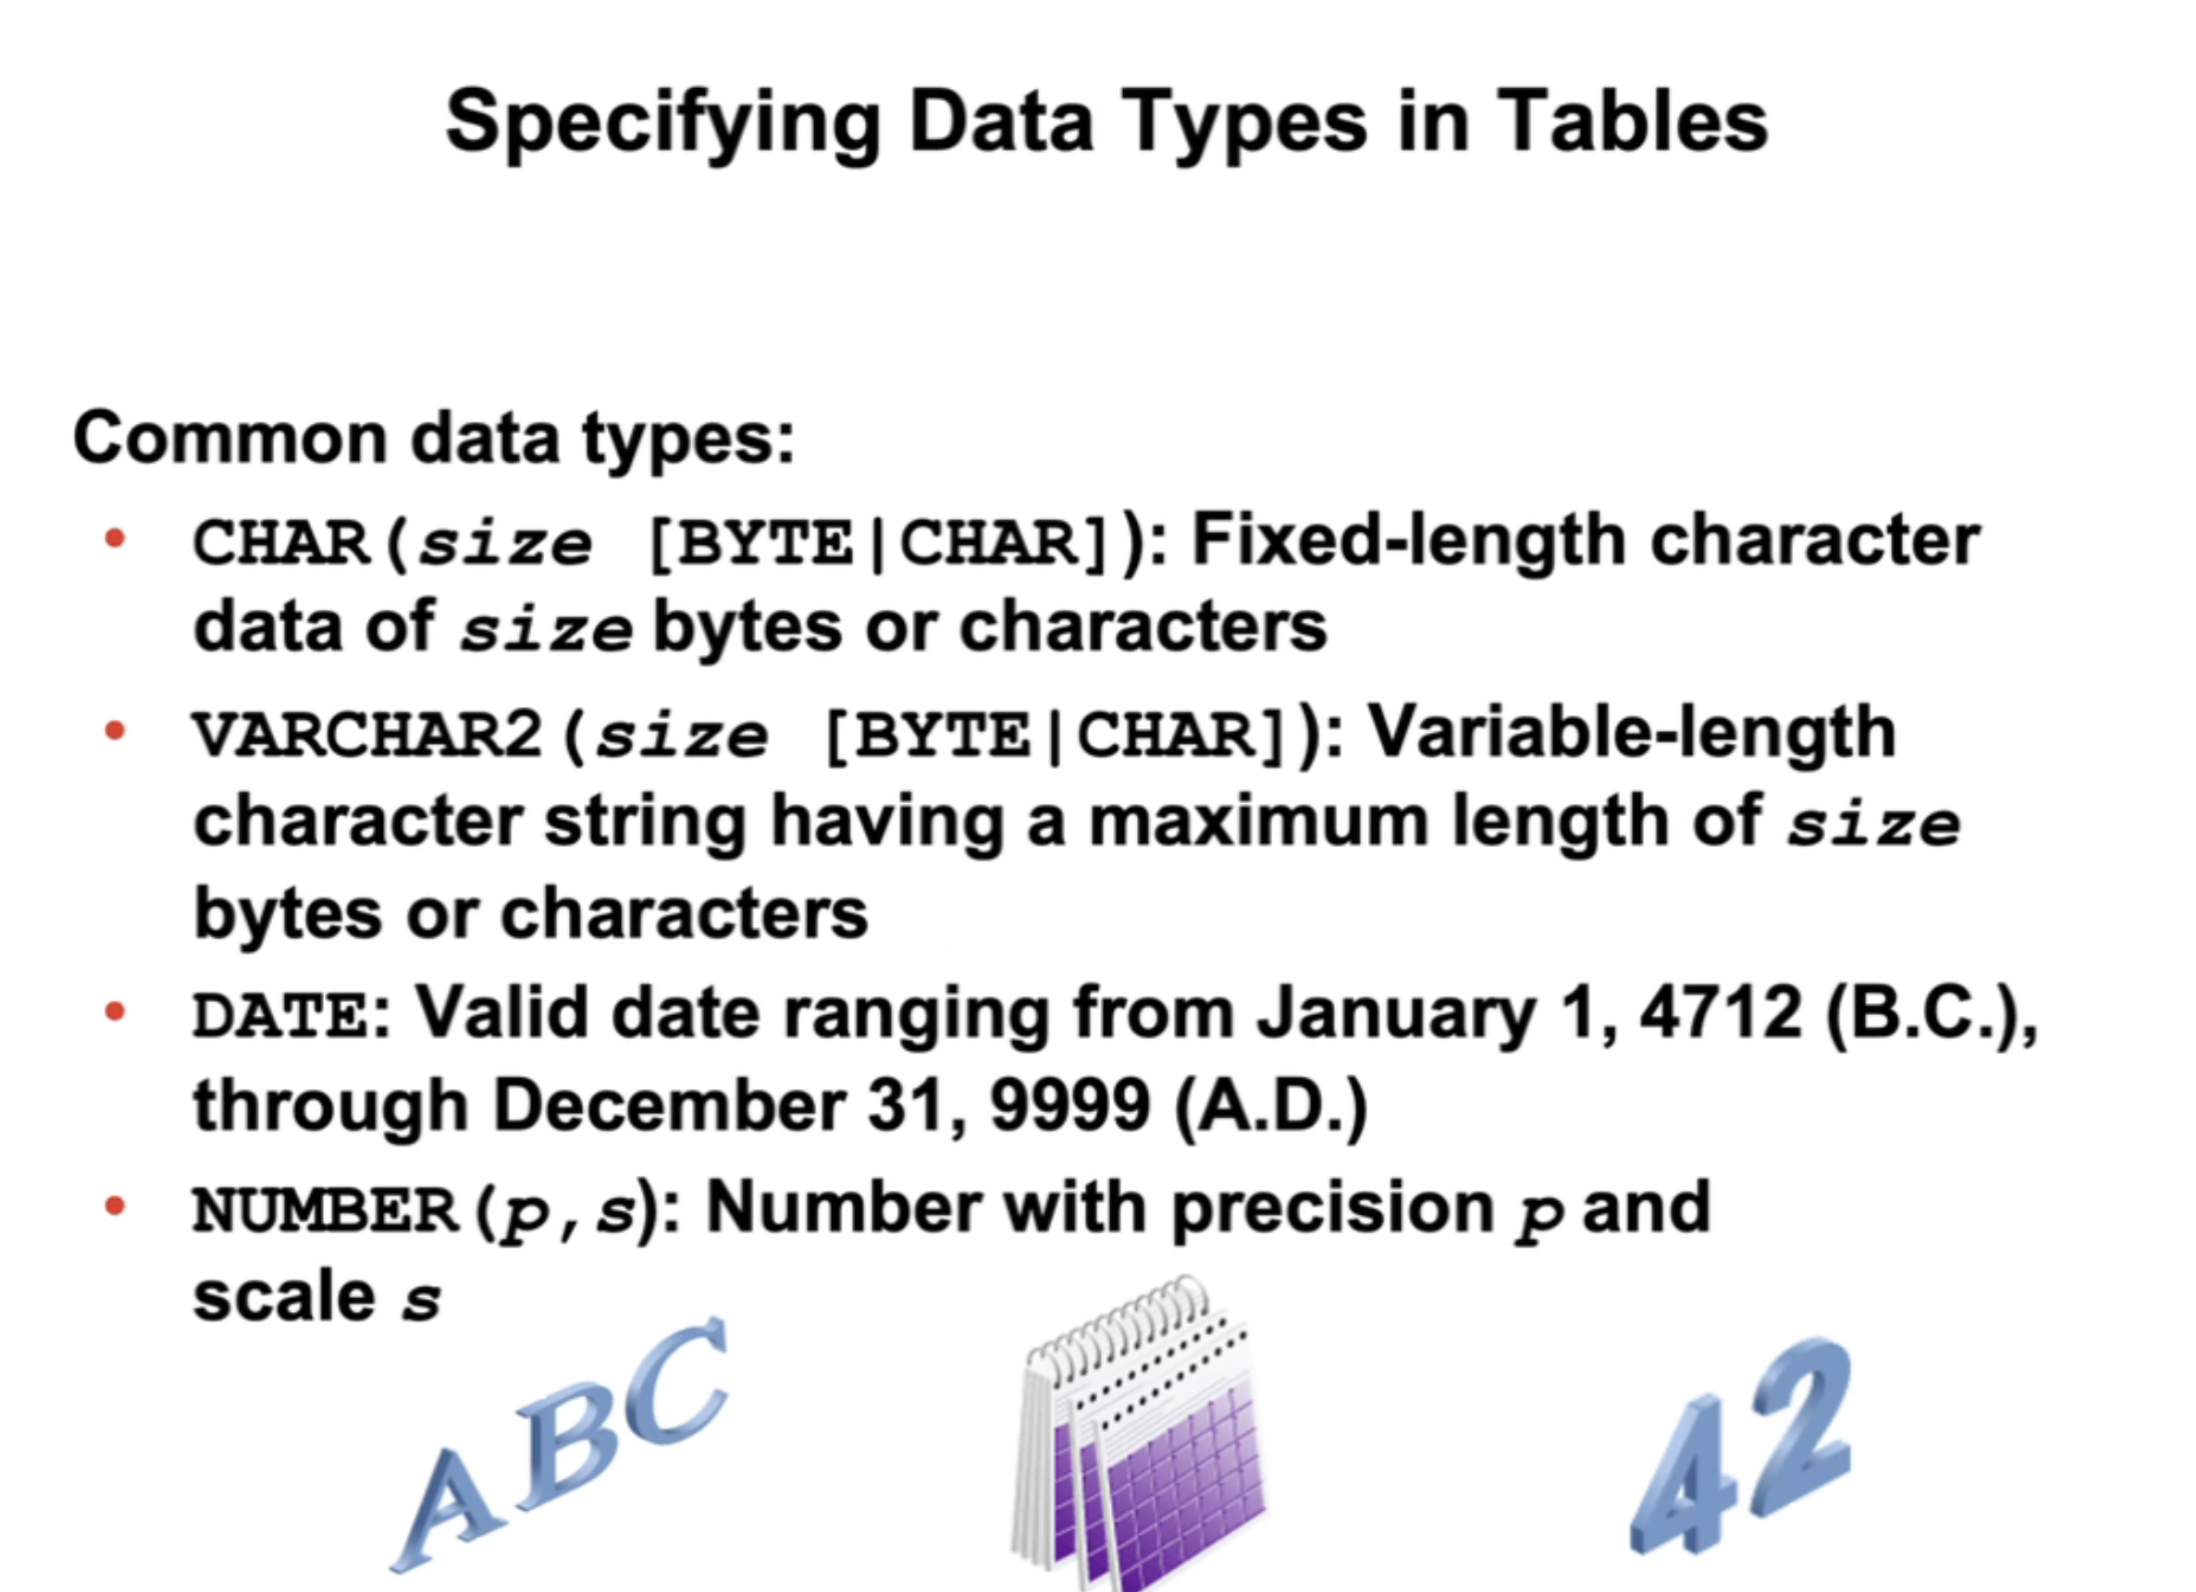 Specifying Data Types in Tables
Common data types:
• CHAR(size [BYTE|CHAR]): Fixed-length character
data of size bytes or characters
• VARCHAR2(size [BYTE|CHAR]): Variable-length
character string having a maximum length of size
bytes or characters
• DATE: Valid date ranging from January 1, 4712 (B.C.),
through December 31, 9999 (A.D.)
• NUMBER(p,s): Number with precision p and
scale s
ABC
42